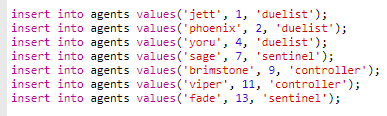 insert into agents values('jett', 1, 'duelist');
insert into agents values('phoenix', 2, 'duelist');
insert into agents values('yoru', 4, 'duelist');
insert into agents values('sage', 7, 'sentinel');
insert into agents values('brimstone', 9, 'controller');
insert into agents values('viper', 11, 'controller');
insert into agents values('fade', 13, 'sentinel');